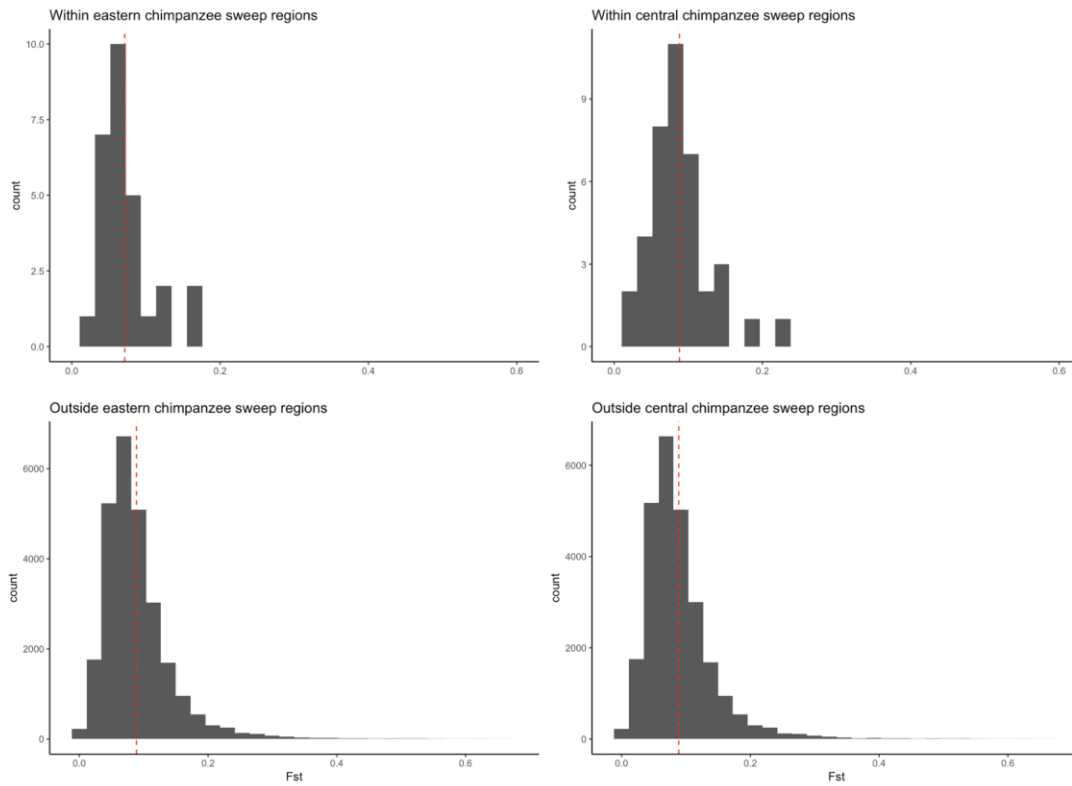 Within eastern chimpanzee sweep regions
10.0
7.5
5.0
2.5
0.0
count
0.0 0.2 0.4 0.6
Within central chimpanzee sweep regions
9
6
3
0
count
0.0 0.2 0.4 0.6
Outside eastern chimpanzee sweep regions
6000
4000
2000
0
count
0.0 0.2 0.4 0.6
Fst
Outside central chimpanzee sweep regions
6000
4000
2000
0
count
0.0 0.2 0.4 0.6
Fst